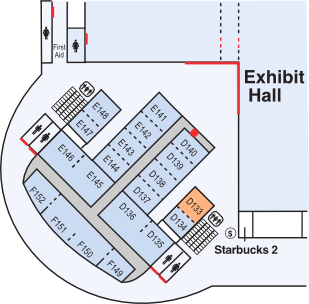 First
Aid
Exhibit
Hall
E148
E147
E146
E145
E141
E142
E143
E144
D140
D139
D138
D137
D136
D135
D133
D134
F152
F151
F150
F149
$
Starbucks 2